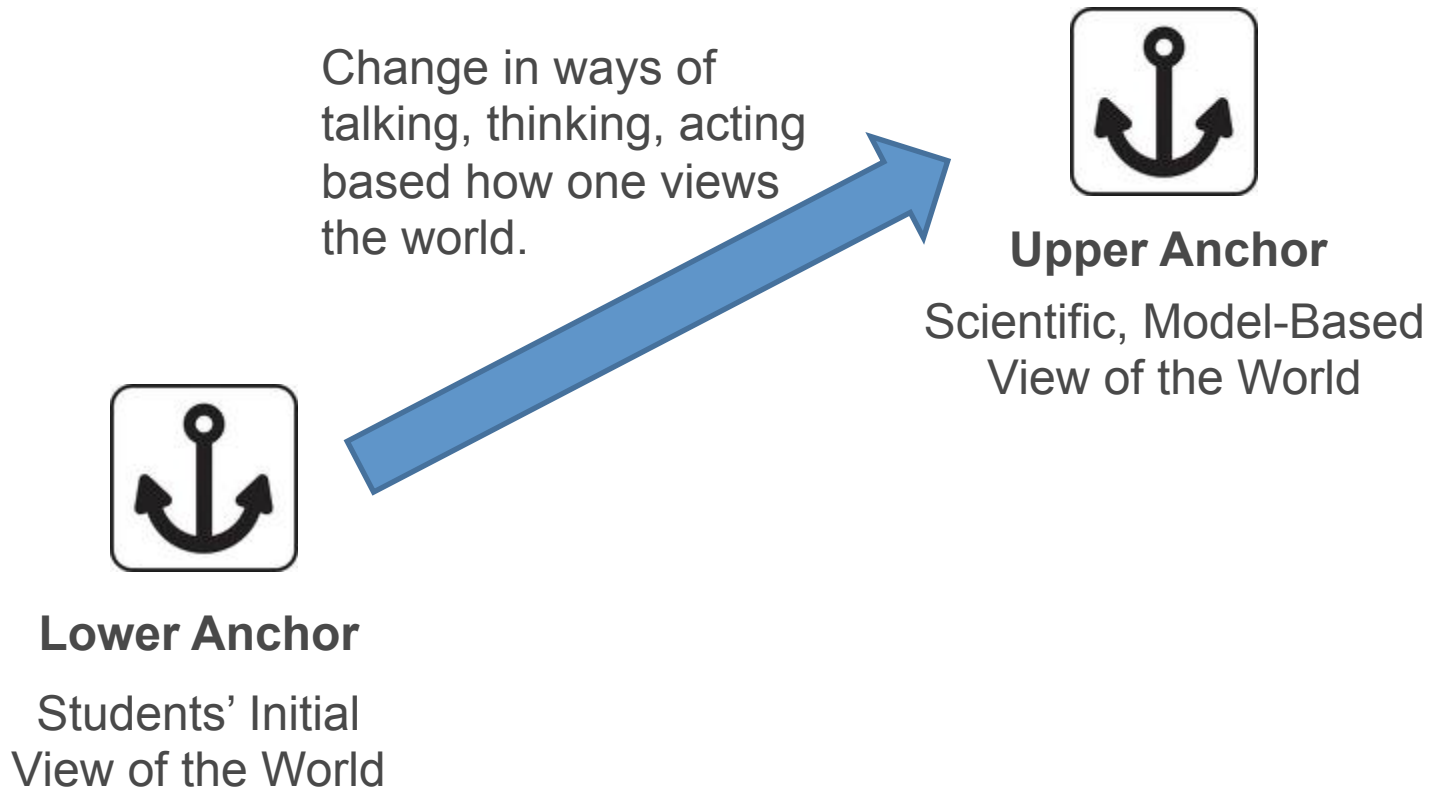 Change in ways of
talking, thinking, acting
based how one views
the world.
Upper Anchor
Scientific, Model-Based
View of the World
Lower Anchor
Students’ Initial
View of the World